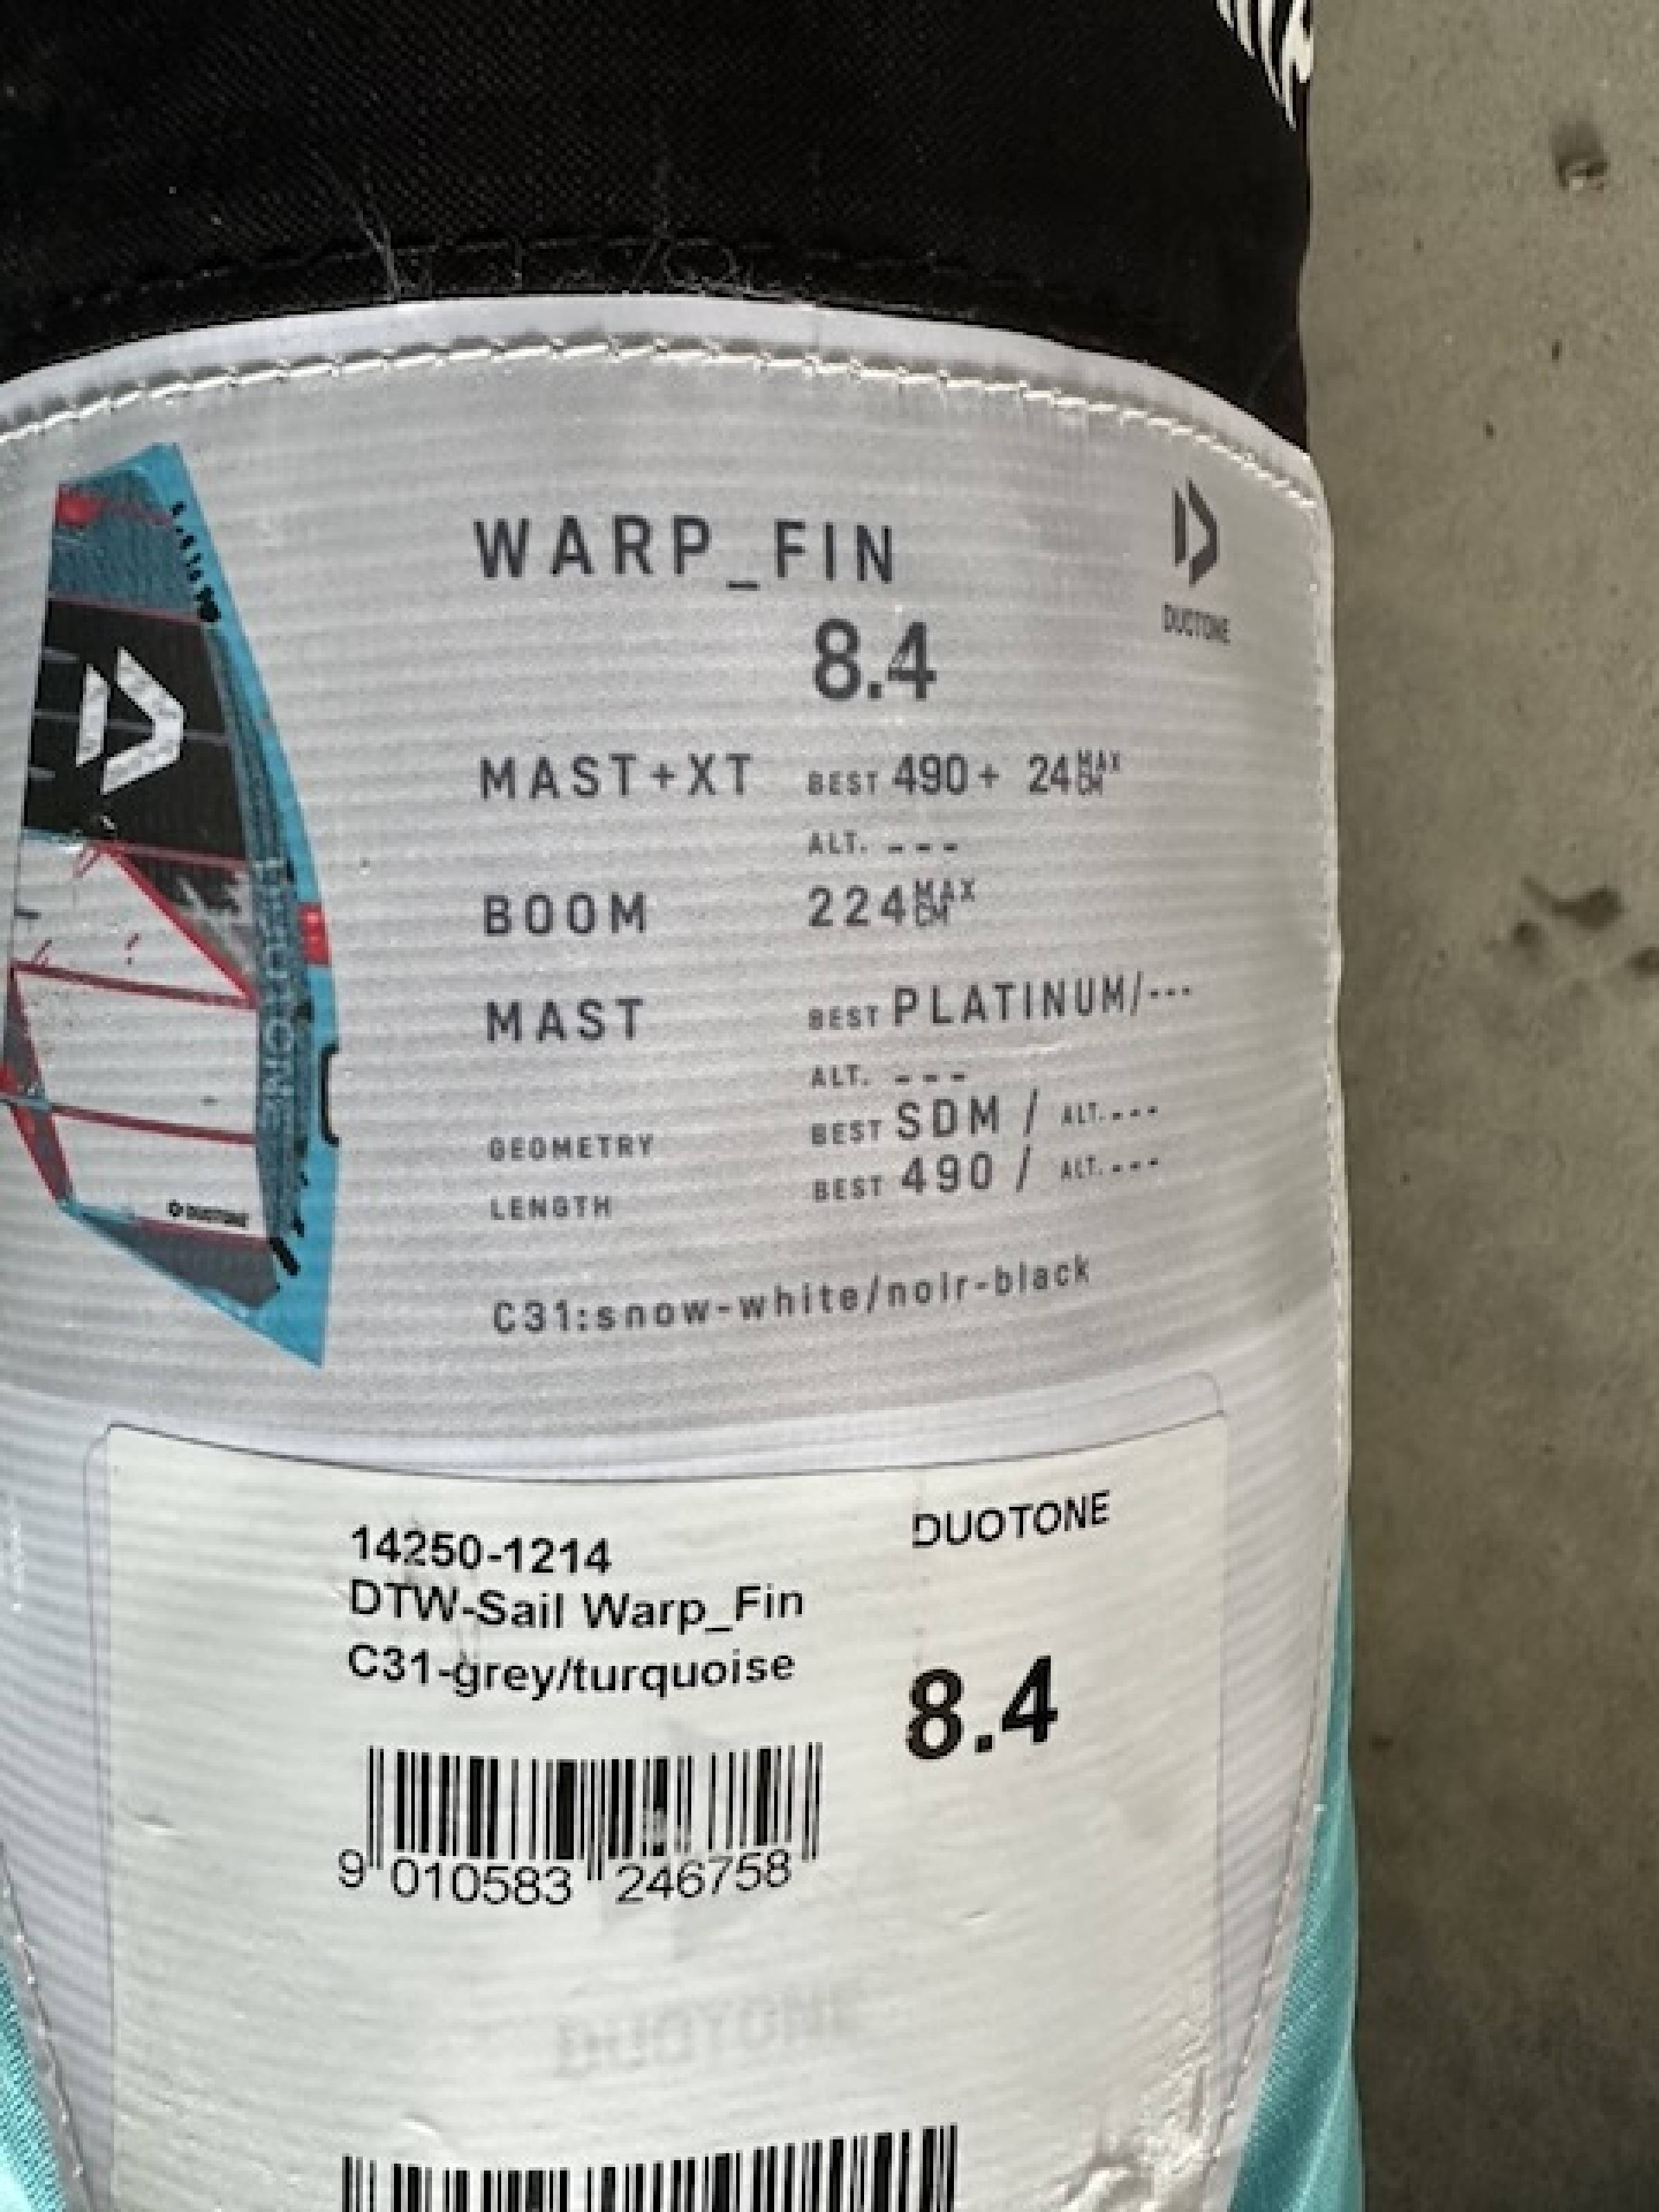 WARP_FIN
DUOTONE
8.4
MAST+XT BEST 490+ 24 MAX CM
ALT. ---
BOOM 224 MAX CM
MAST BEST PLATINUM/---
ALT. ---
GEOMETRY BEST SDM / ALT.---
LENGTH BEST 490 / ALT.---
C31:snow-white/noir-black
DUOTONE
14250-1214
DUOTONE
DTW-Sail Warp_Fin
C31-grey/turquoise
8.4
9 010583 246758